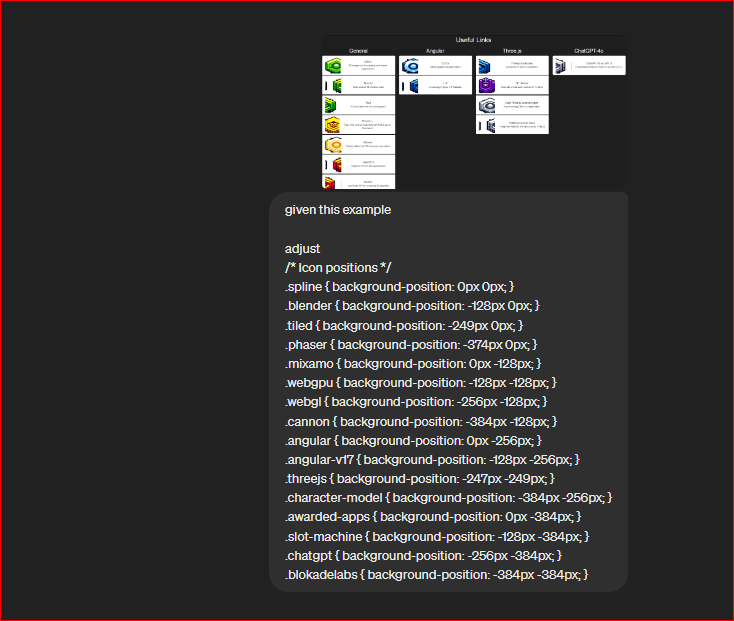 Useful Links
General Angular Three.js ChatGPT-4o
given this example
adjust
/* Icon positions */
.spline { background-position: 0px 0px; }
.blender { background-position: -128px 0px; }
.tiled { background-position: -249px 0px; }
.phaser { background-position: -374px 0px; }
.mixamo { background-position: 0px -128px; }
.webgpu { background-position: -128px -128px; }
.webgl { background-position: -256px -128px; }
.cannon { background-position: -384px -128px; }
.angular { background-position: 0px -256px; }
.angular-v17 { background-position: -128px -256px; }
.threejs { background-position: -247px -249px; }
.character-model { background-position: -384px -256px; }
.awarded-apps { background-position: 0px -384px; }
.slot-machine { background-position: -128px -384px; }
.chatgpt { background-position: -256px -384px; }
.blokadelabs { background-position: -384px -384px; }